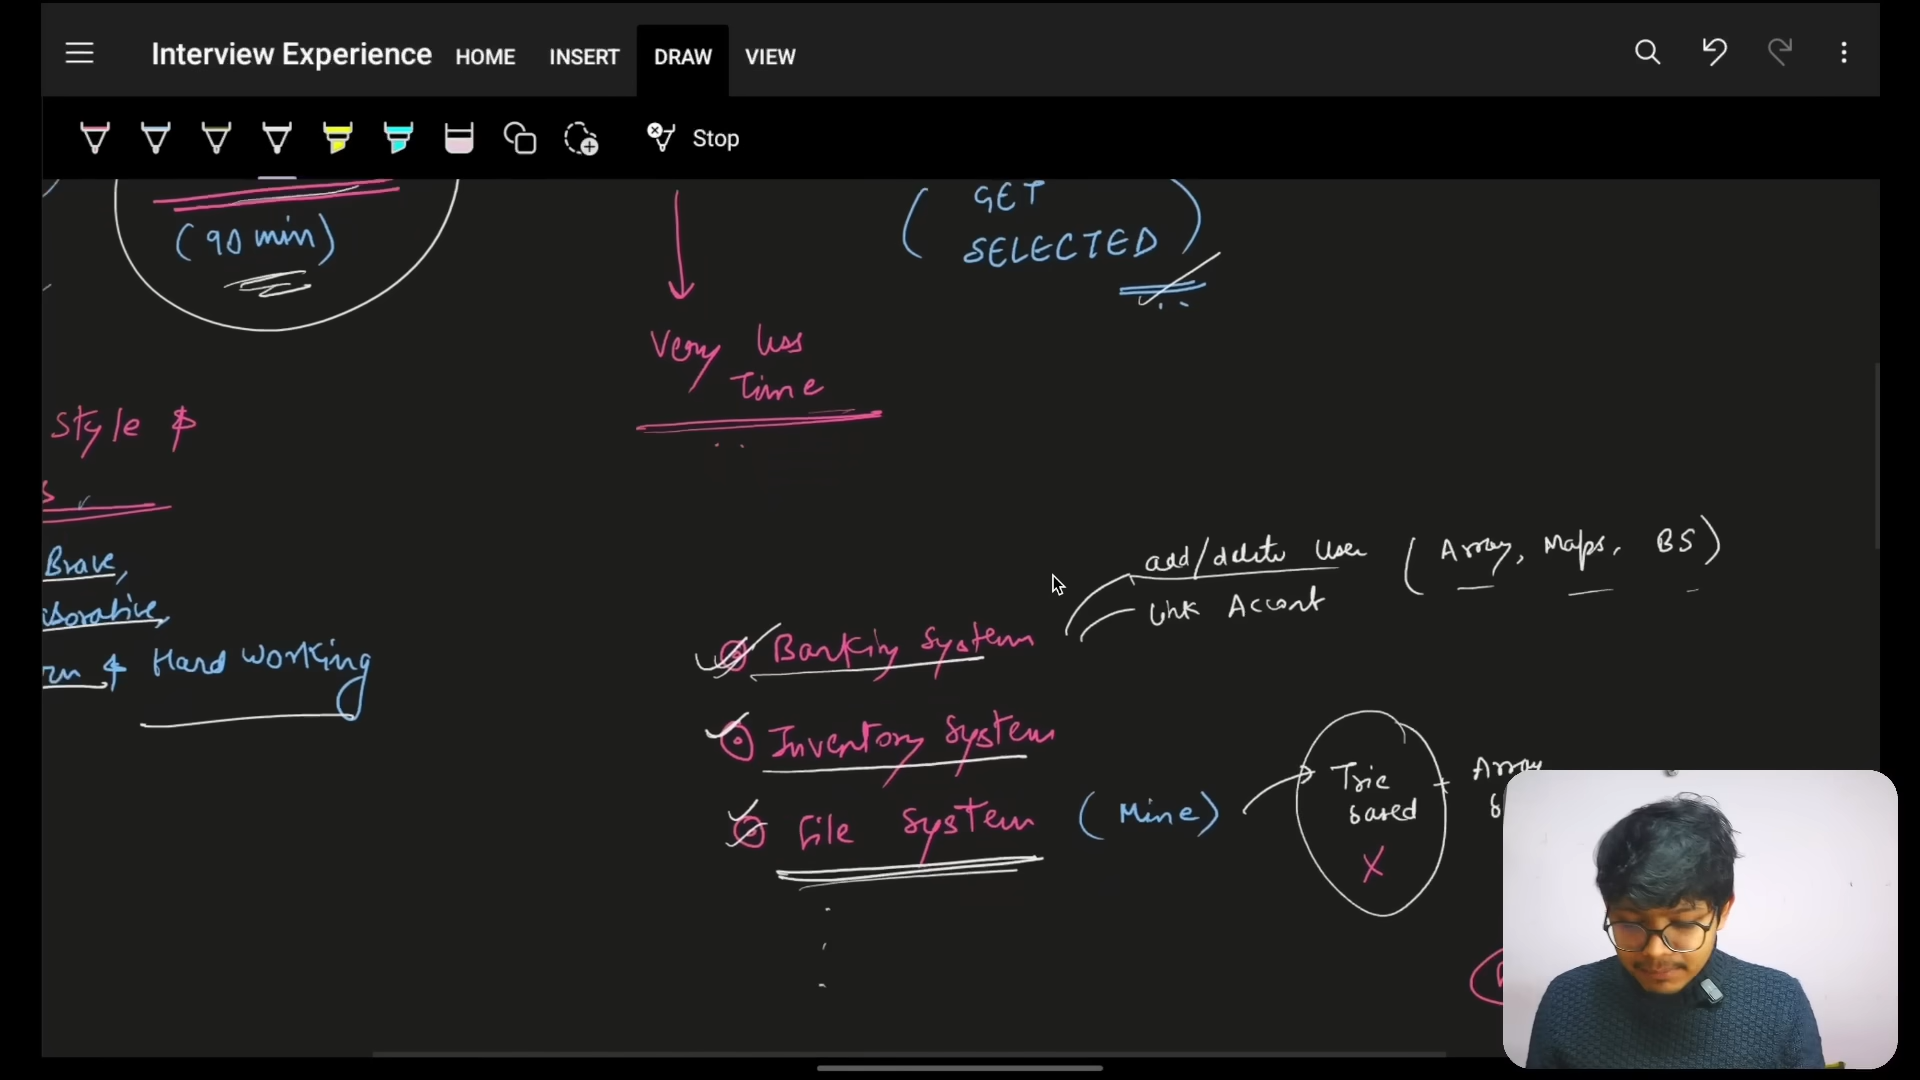 Interview Experience HOME INSERT DRAW VIEW
Stop
(90 min)
( GET
SELECTED )
Very less
Time
Style &
Brave,
& Hard working
Banking System
add/delete User (Array, Maps, BS)
Link Account
Inventory System
File System (Mine)
Trie
based
X
Array